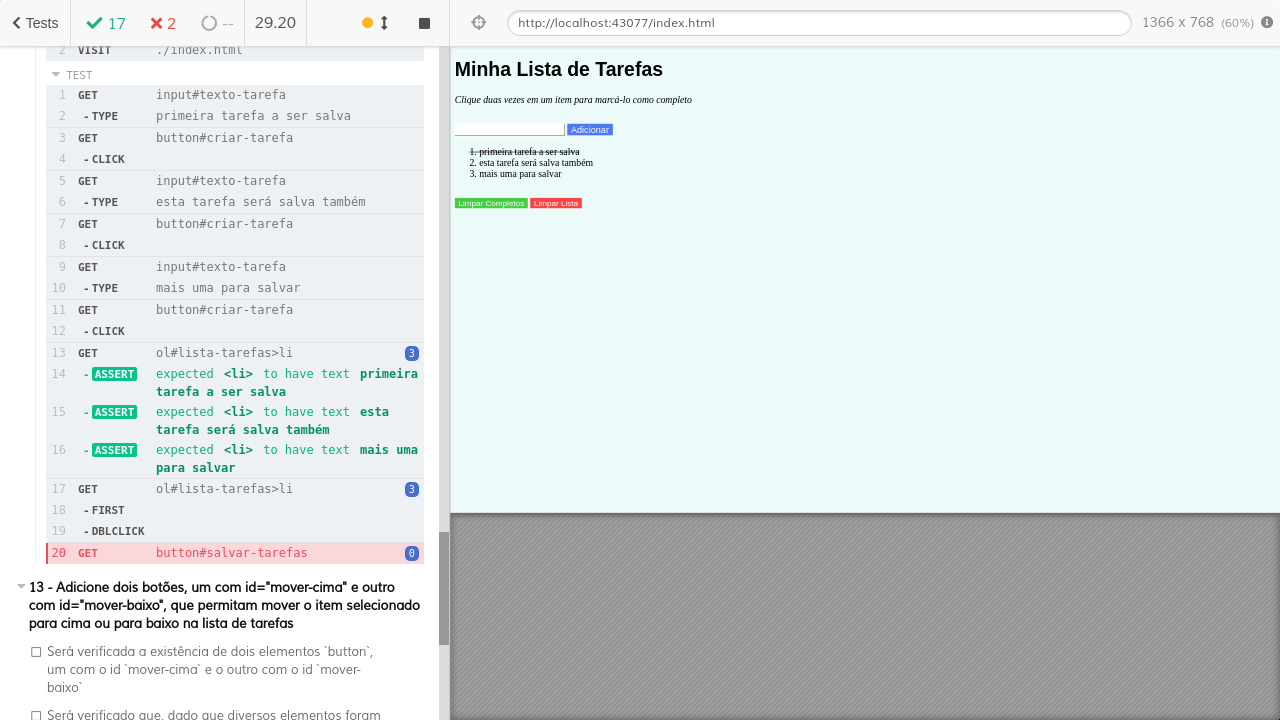 Tests 17 2 -- 29.20 http://localhost:43077/index.html 1366 x 768 (60%)
2 VISIT ./index.html
TEST
1 GET input#texto-tarefa
2 -TYPE primeira tarefa a ser salva
3 GET button#criar-tarefa
4 -CLICK
5 GET input#texto-tarefa
6 -TYPE esta tarefa será salva também
7 GET button#criar-tarefa
8 -CLICK
9 GET input#texto-tarefa
10 -TYPE mais uma para salvar
11 GET button#criar-tarefa
12 -CLICK
13 GET ol#lista-tarefas>li 3
14 -ASSERT expected <li> to have text primeira
tarefa a ser salva
15 -ASSERT expected <li> to have text esta
tarefa será salva também
16 -ASSERT expected <li> to have text mais uma
para salvar
17 GET ol#lista-tarefas>li 3
18 -FIRST
19 -DBLCLICK
20 GET button#salvar-tarefas 0
13 - Adicione dois botões, um com id="mover-cima" e outro
com id="mover-baixo", que permitam mover o item selecionado
para cima ou para baixo na lista de tarefas
Será verificada a existência de dois elementos `button`,
um com o id `mover-cima` e o outro com o id `mover-
baixo`
Será verificado que, dado que diversos elementos foram
Minha Lista de Tarefas
Clique duas vezes em um item para marcá-lo como completo
Adicionar
1. primeira tarefa a ser salva
2. esta tarefa será salva também
3. mais uma para salvar
Limpar Completos Limpar Lista